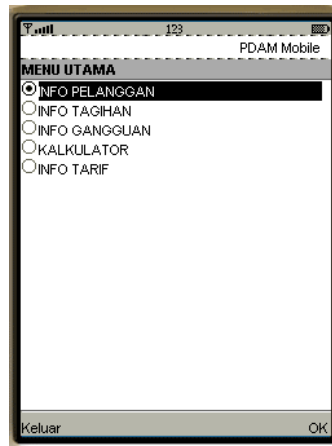 123
PDAM Mobile
MENU UTAMA
INFO PELANGGAN
INFO TAGIHAN
INFO GANGGUAN
KALKULATOR
INFO TARIF
Keluar OK